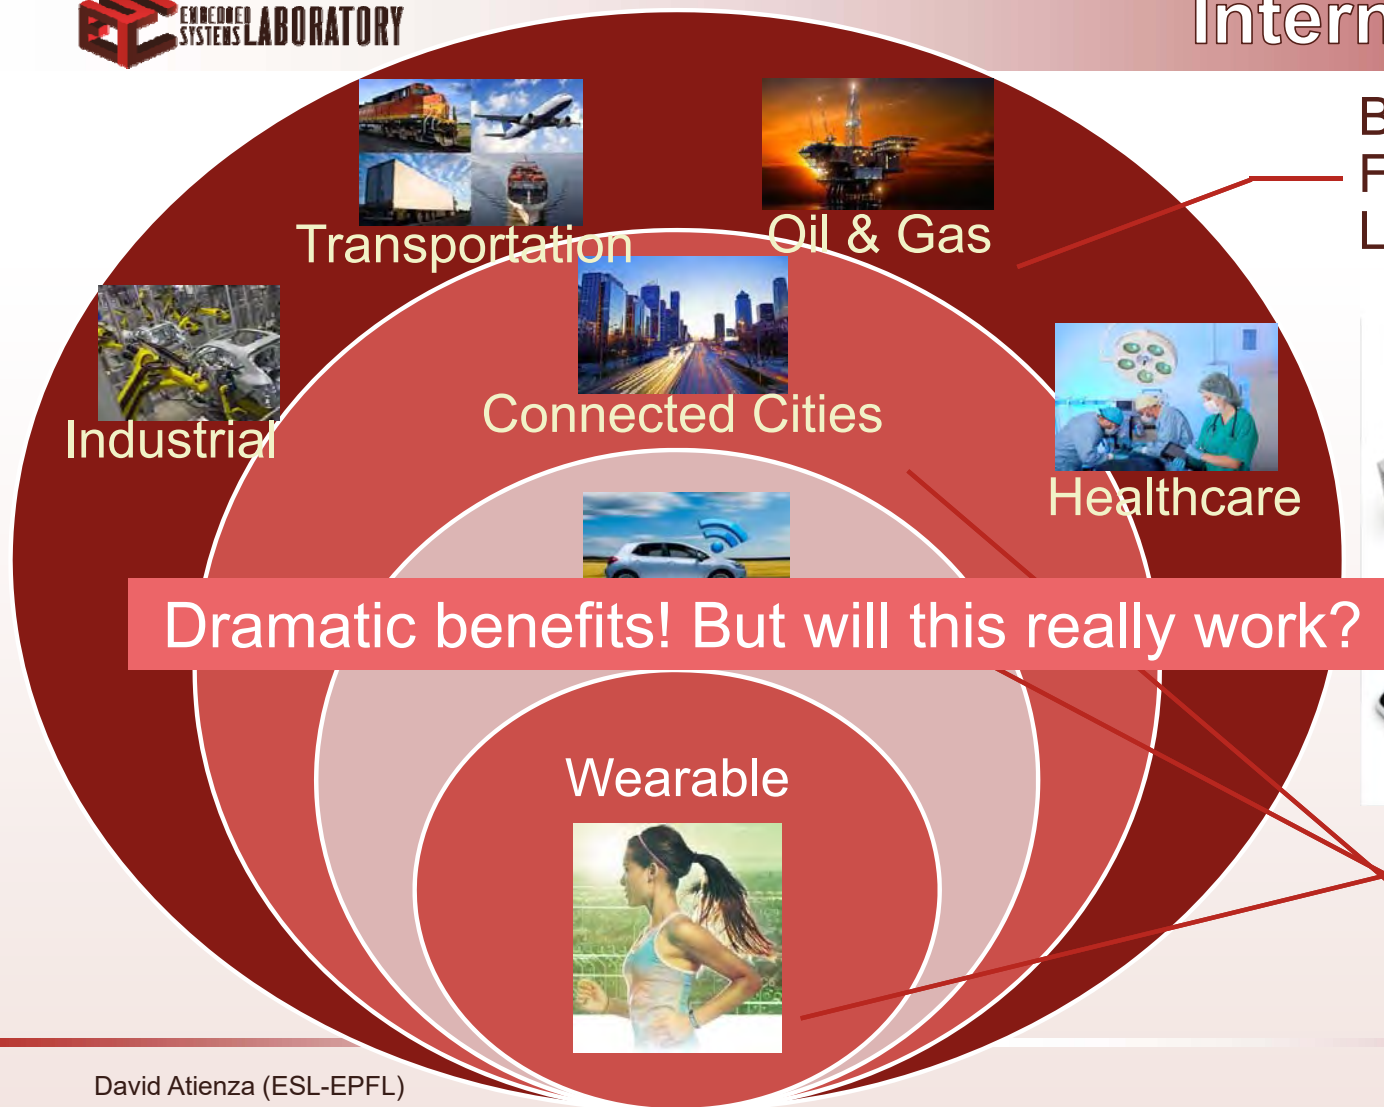 EMBEDDED
SYSTEMS LABORATORY
Intern
B
F
L
Transportation
Oil & Gas
Industrial
Connected Cities
Healthcare
Dramatic benefits! But will this really work?
Wearable
David Atienza (ESL-EPFL)